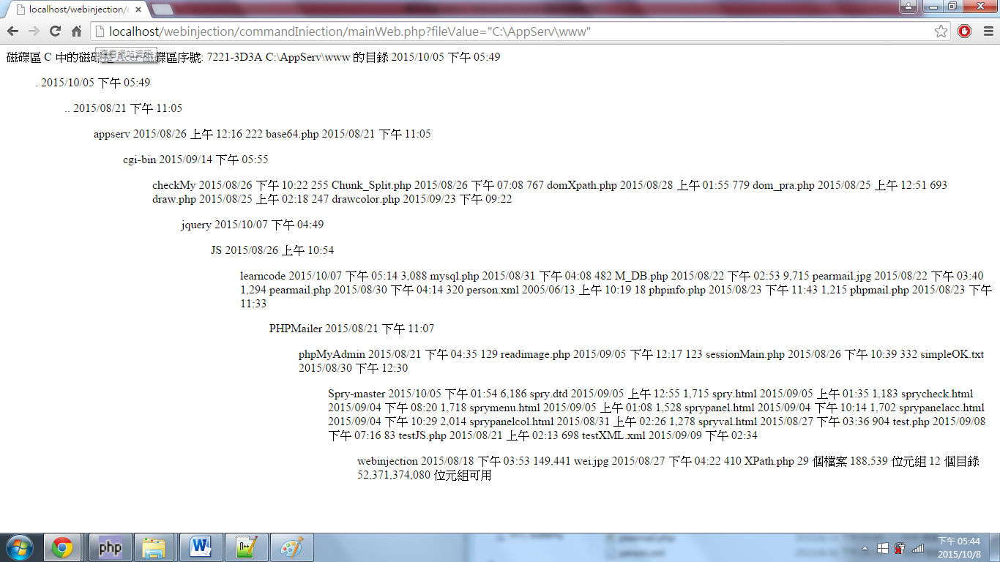 localhost/webinjection/c
localhost/webinjection/commandIniection/mainWeb.php?fileValue="C:\AppServ\www"
查看網站資訊
磁碟區 C 中的磁碟是 Acer 磁碟區序號: 7221-3D3A C:\AppServ\www 的目錄 2015/10/05 下午 05:49
. 2015/10/05 下午 05:49
.. 2015/08/21 下午 11:05
appserv 2015/08/26 上午 12:16 222 base64.php 2015/08/21 下午 11:05
cgi-bin 2015/09/14 下午 05:55
checkMy 2015/08/26 下午 10:22 255 Chunk_Split.php 2015/08/26 下午 07:08 767 domXpath.php 2015/08/28 上午 01:55 779 dom_pra.php 2015/08/25 上午 12:51 693
draw.php 2015/08/25 上午 02:18 247 drawcolor.php 2015/09/23 下午 09:22
jquery 2015/10/07 下午 04:49
JS 2015/08/26 上午 10:54
learncode 2015/10/07 下午 05:14 3,088 mysql.php 2015/08/31 下午 04:08 482 M_DB.php 2015/08/22 下午 02:53 9,715 pearmail.jpg 2015/08/22 下午 03:40
1,294 pearmail.php 2015/08/30 下午 04:14 320 person.xml 2005/06/13 上午 10:19 18 phpinfo.php 2015/08/23 下午 11:43 1,215 phpmail.php 2015/08/23 下午
11:33
PHPMailer 2015/08/21 下午 11:07
phpMyAdmin 2015/08/21 下午 04:35 129 readimage.php 2015/09/05 下午 12:17 123 sessionMain.php 2015/08/26 下午 10:39 332 simpleOK.txt
2015/08/30 下午 12:30
Spry-master 2015/10/05 下午 01:54 6,186 spry.dtd 2015/09/05 上午 12:55 1,715 spry.html 2015/09/05 上午 01:35 1,183 sprycheck.html
2015/09/04 下午 08:20 1,718 sprymenu.html 2015/09/05 上午 01:08 1,528 sprypanel.html 2015/09/04 下午 10:14 1,702 sprypanelacc.html
2015/09/04 下午 10:29 2,014 sprypanelcol.html 2015/08/31 上午 02:26 1,278 spryval.html 2015/08/27 下午 03:36 904 test.php 2015/09/08
下午 07:16 83 testJS.php 2015/08/21 上午 02:13 698 testXML.xml 2015/09/09 下午 02:34
webinjection 2015/08/18 下午 03:53 149,441 wei.jpg 2015/08/27 下午 04:22 410 XPath.php 29 個檔案 188,539 位元組 12 個目錄
52,371,374,080 位元組可用
php
下午 05:44
2015/10/8